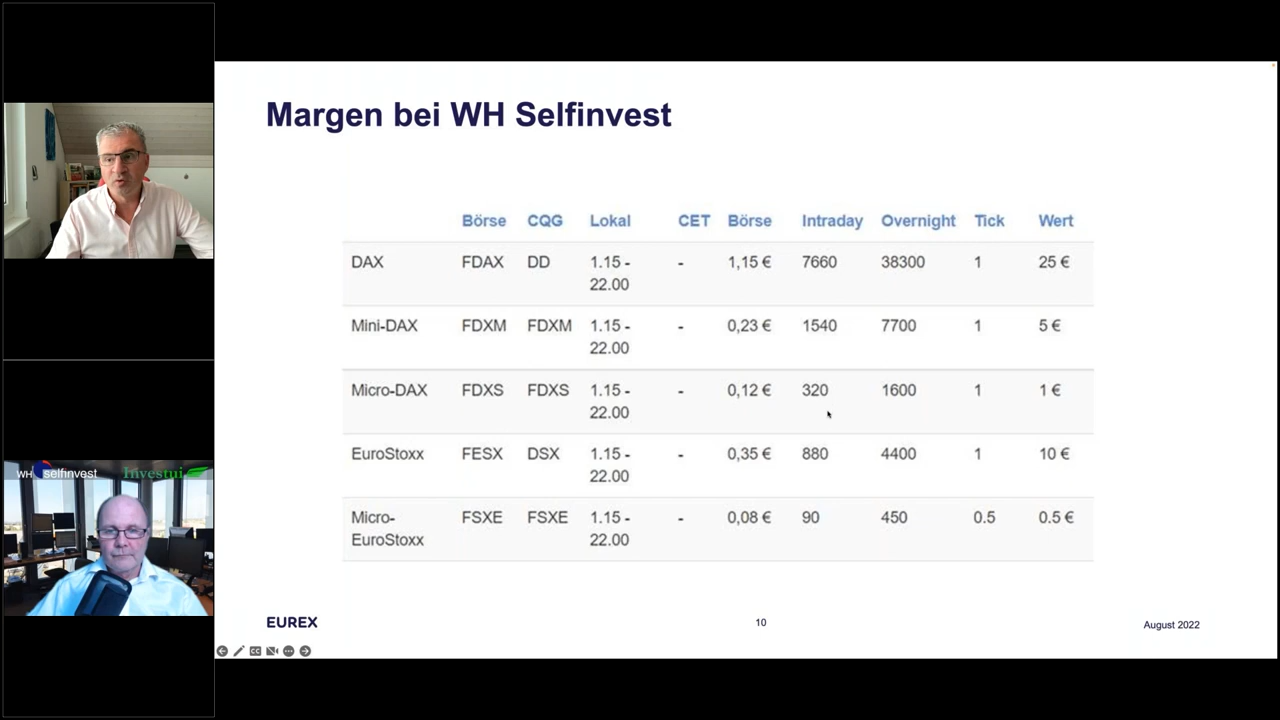 Margen bei WH Selfinvest
Börse CQG Lokal CET Börse Intraday Overnight Tick Wert
DAX FDAX DD 1.15 - - 1,15 € 7660 38300 1 25 €
22.00
Mini-DAX FDXM FDXM 1.15 - - 0,23 € 1540 7700 1 5 €
22.00
Micro-DAX FDXS FDXS 1.15 - - 0,12 € 320 1600 1 1 €
22.00
EuroStoxx FESX DSX 1.15 - - 0,35 € 880 4400 1 10 €
22.00
Micro- FSXE FSXE 1.15 - - 0,08 € 90 450 0.5 0.5 €
EuroStoxx 22.00
WH selfinvest Investui
EUREX 10 August 2022
CC